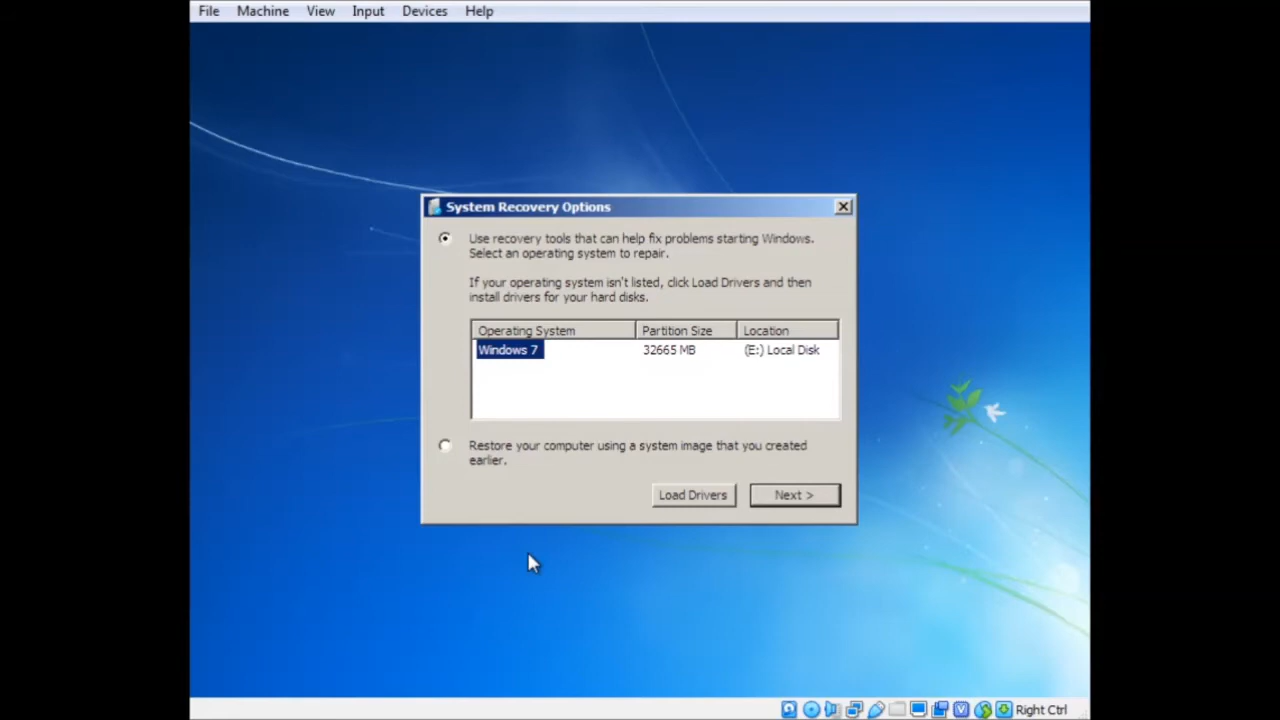 File Machine View Input Devices Help
System Recovery Options
Use recovery tools that can help fix problems starting Windows.
Select an operating system to repair.
If your operating system isn't listed, click Load Drivers and then
install drivers for your hard disks.
Operating System Partition Size Location
Windows 7 32665 MB (E:) Local Disk
Restore your computer using a system image that you created
earlier.
Load Drivers Next >
Right Ctrl